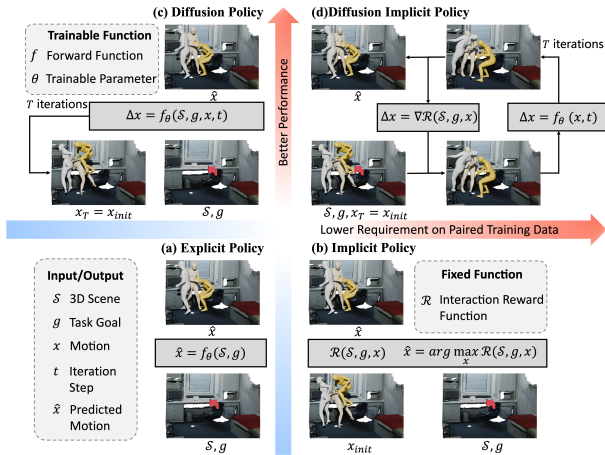 (c) Diffusion Policy
Trainable Function
f Forward Function
θ Trainable Parameter
x̂
T iterations
Δx = f_θ(𝒮, g, x, t)
x_T = x_init
𝒮, g
Better Performance
(d)Diffusion Implicit Policy
x̂
T iterations
Δx = ∇ℛ(𝒮, g, x)
Δx = f_θ (x, t)
𝒮, g, x_T = x_init
Lower Requirement on Paired Training Data
(a) Explicit Policy
Input/Output
𝒮 3D Scene
g Task Goal
x Motion
t Iteration
Step
x̂ Predicted
Motion
x̂
x̂ = f_θ(𝒮, g)
𝒮, g
(b) Implicit Policy
Fixed Function
ℛ Interaction Reward
Function
x̂
ℛ(𝒮, g, x) x̂ = arg max_x ℛ(𝒮, g, x)
x_init
𝒮, g